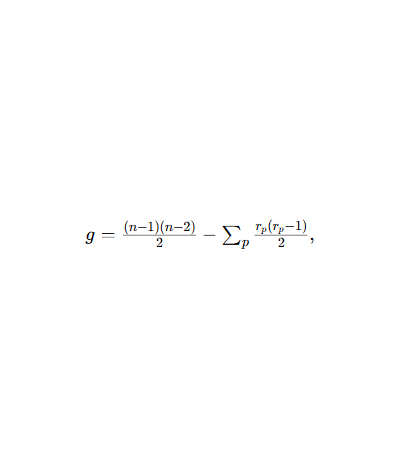 g = \frac{(n-1)(n-2)}{2} - \sum_p \frac{r_p(r_p-1)}{2},